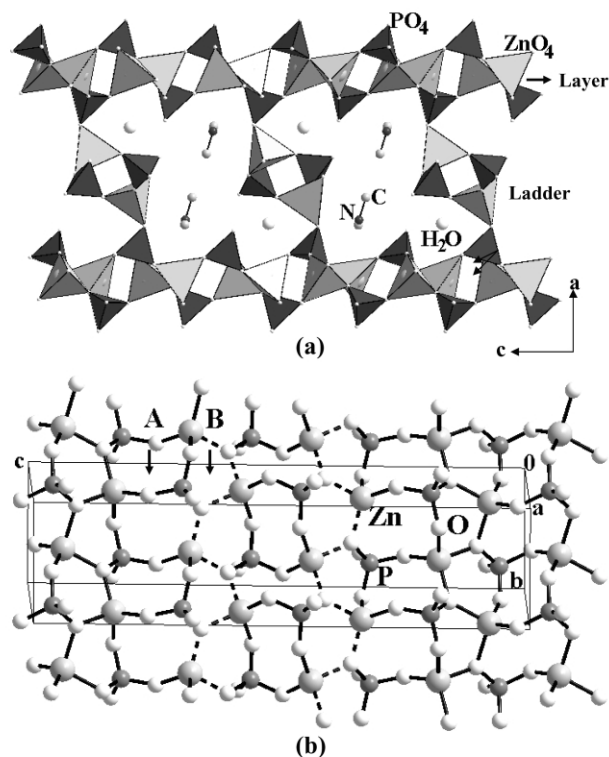 PO4
ZnO4
Layer
N C
Ladder
H2O
a
c
(a)
A B
c 0
a
Zn O
P b
(b)